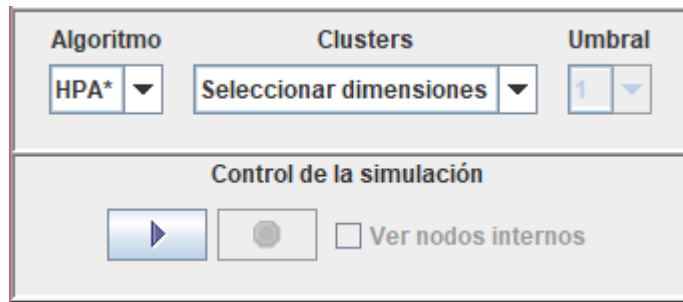 Algoritmo Clusters Umbral
HPA* Seleccionar dimensiones 1
Control de la simulación
Ver nodos internos